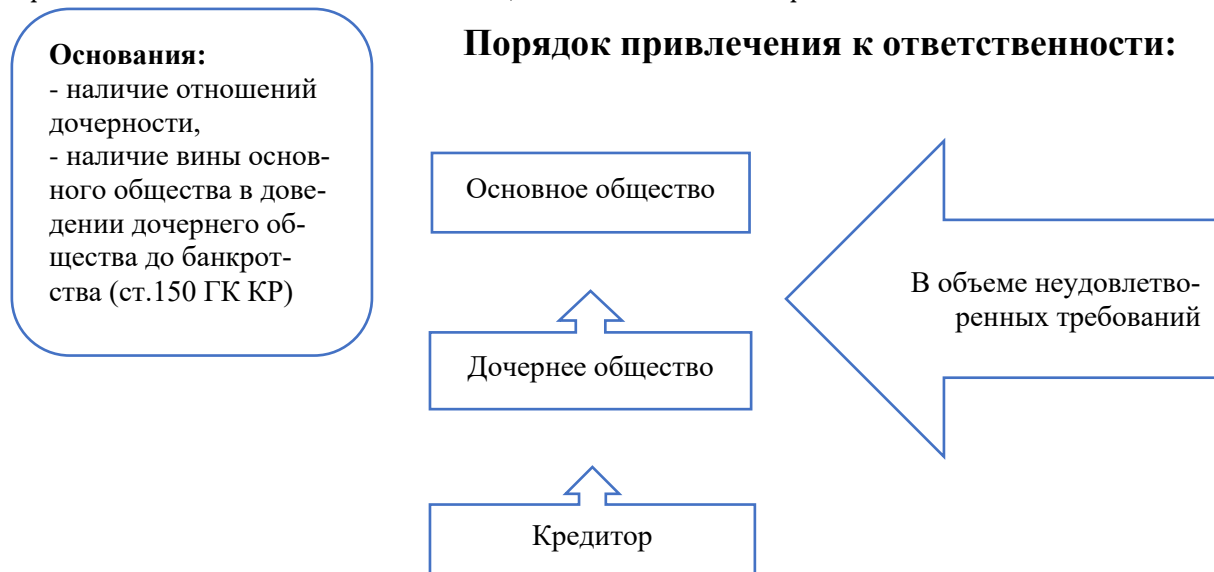 Основания:
- наличие отношений
дочерности,
- наличие вины основ-
ного общества в дове-
дении дочернего об-
щества до банкрот-
ства (ст.150 ГК КР)
Порядок привлечения к ответственности:
Основное общество
Дочернее общество
Кредитор
В объеме неудовлетво-
ренных требований